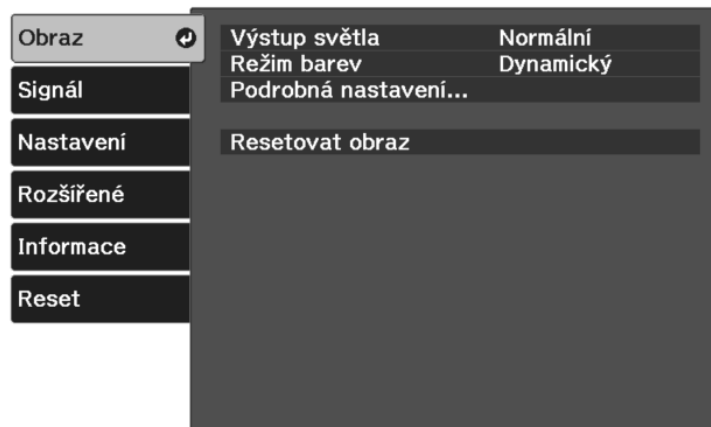 Obraz
Signál
Nastavení
Rozšířené
Informace
Reset
Výstup světla Normální
Režim barev Dynamický
Podrobná nastavení...
Resetovat obraz